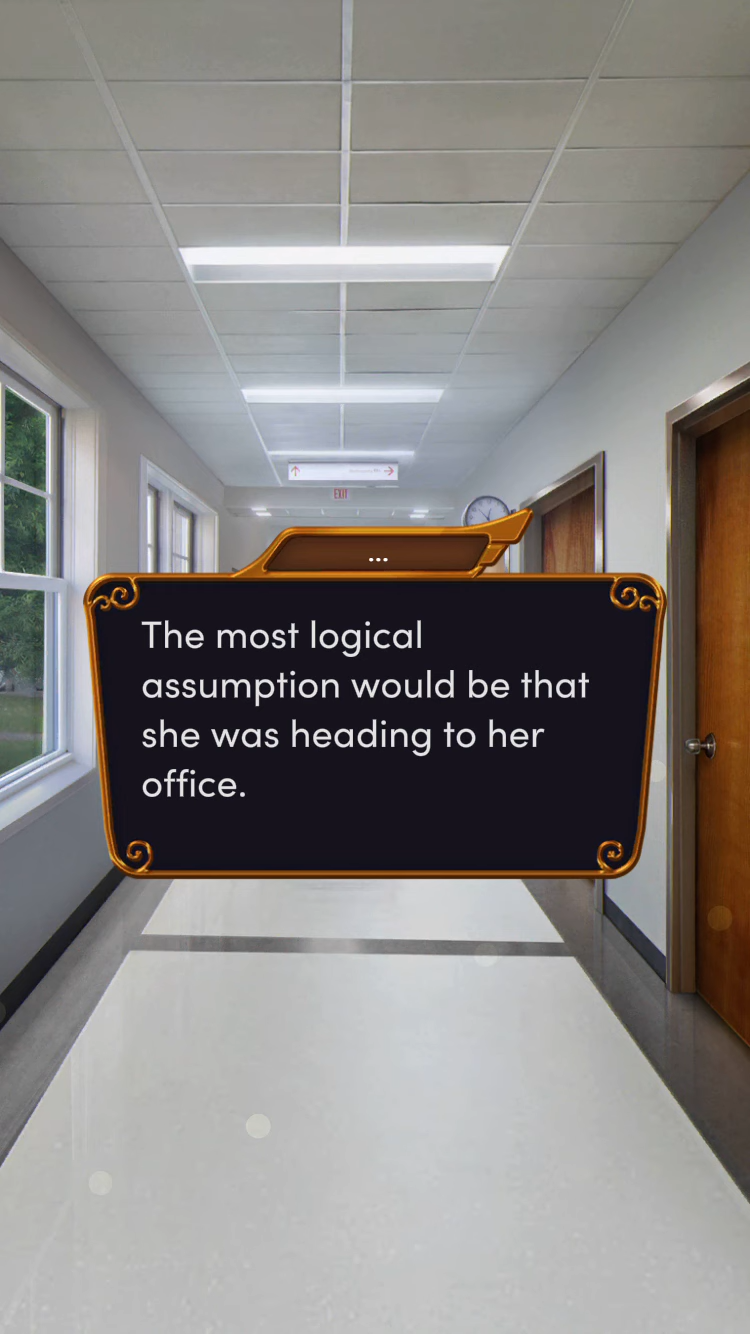 EXIT
...
The most logical
assumption would be that
she was heading to her
office.